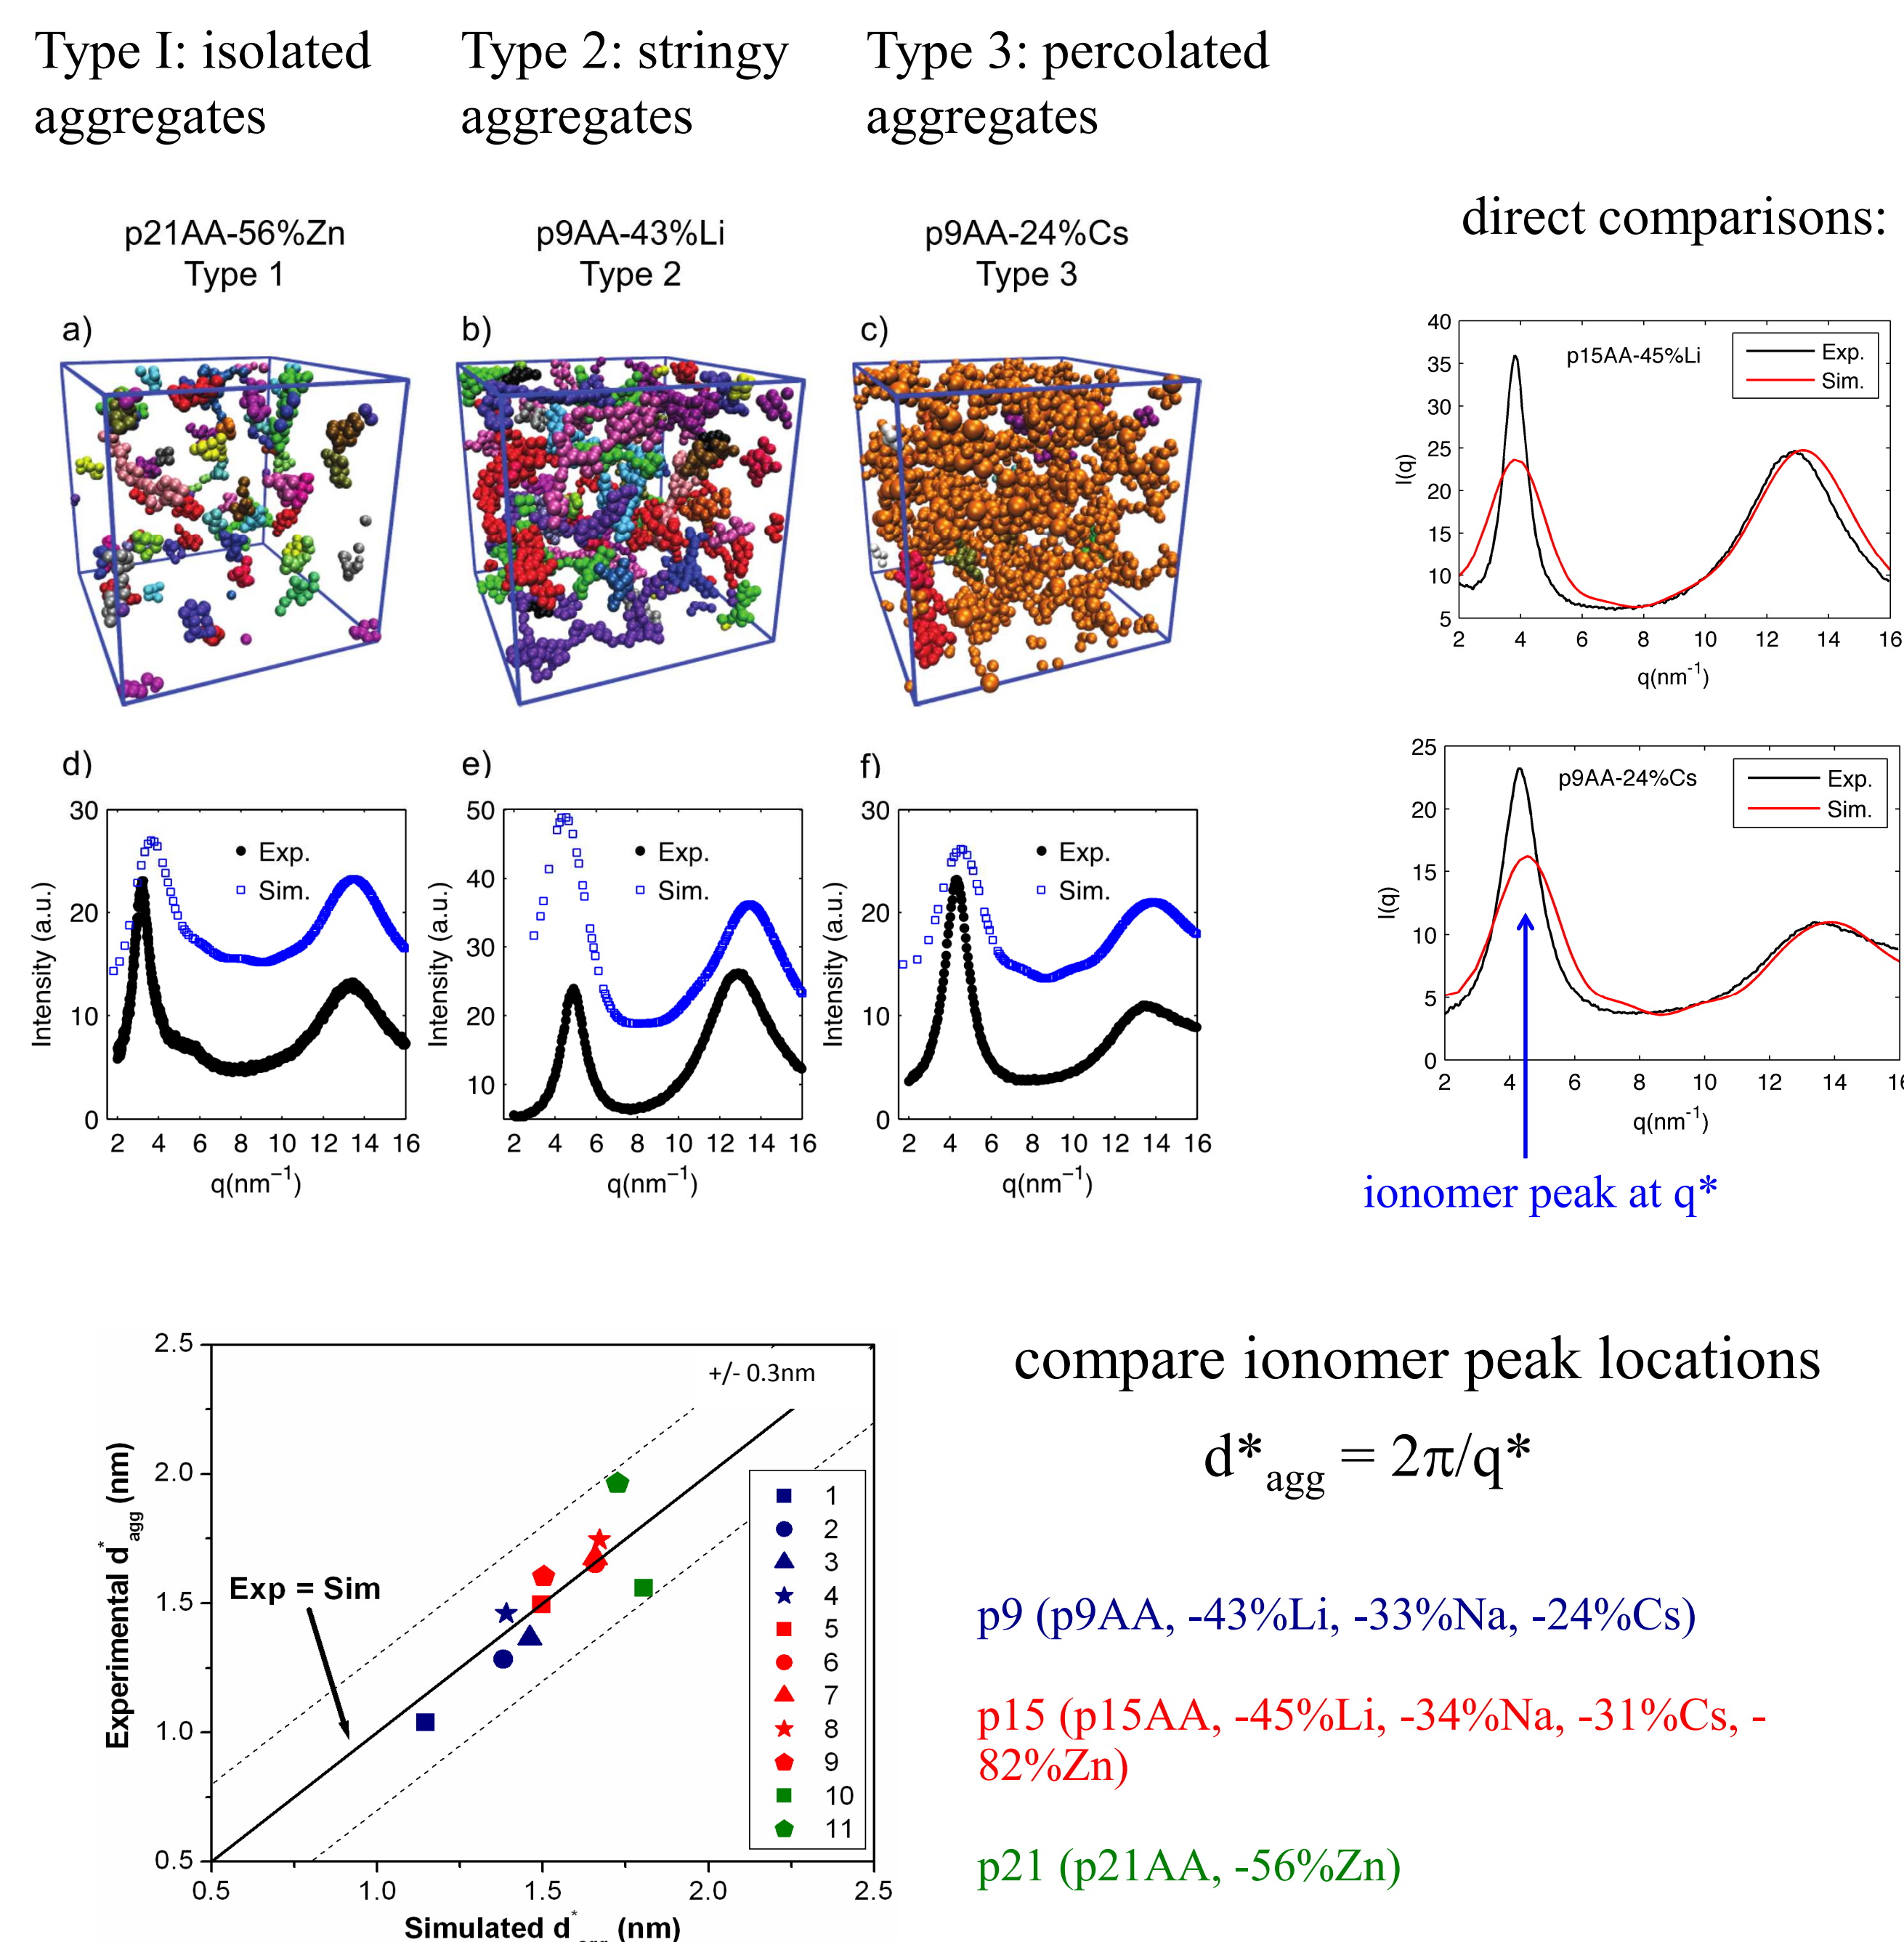 Type I: isolated
aggregates
Type 2: stringy
aggregates
Type 3: percolated
aggregates
p21AA-56%Zn
Type 1
p9AA-43%Li
Type 2
p9AA-24%Cs
Type 3
direct comparisons:
a)
b)
c)
40
35
30
25
20
15
10
5
I(q)
p15AA-45%Li
Exp.
Sim.
2 4 6 8 10 12 14 16
q(nm-1)
d)
30
20
10
0
Intensity (a.u.)
Exp.
Sim.
2 4 6 8 10 12 14 16
q(nm−1)
e)
50
40
30
20
10
Intensity (a.u.)
Exp.
Sim.
2 4 6 8 10 12 14 16
q(nm−1)
f)
30
20
10
0
Intensity (a.u.)
Exp.
Sim.
2 4 6 8 10 12 14 16
q(nm−1)
25
20
15
10
5
0
I(q)
p9AA-24%Cs
Exp.
Sim.
2 4 6 8 10 12 14
q(nm-1)
ionomer peak at q*
2.5
2.0
1.5
1.0
0.5
Experimental d*agg (nm)
+/- 0.3nm
Exp = Sim
1
2
3
4
5
6
7
8
9
10
11
0.5 1.0 1.5 2.0 2.5
Simulated d* (nm)
compare ionomer peak locations
d*agg = 2π/q*
p9 (p9AA, -43%Li, -33%Na, -24%Cs)
p15 (p15AA, -45%Li, -34%Na, -31%Cs, -
82%Zn)
p21 (p21AA, -56%Zn)